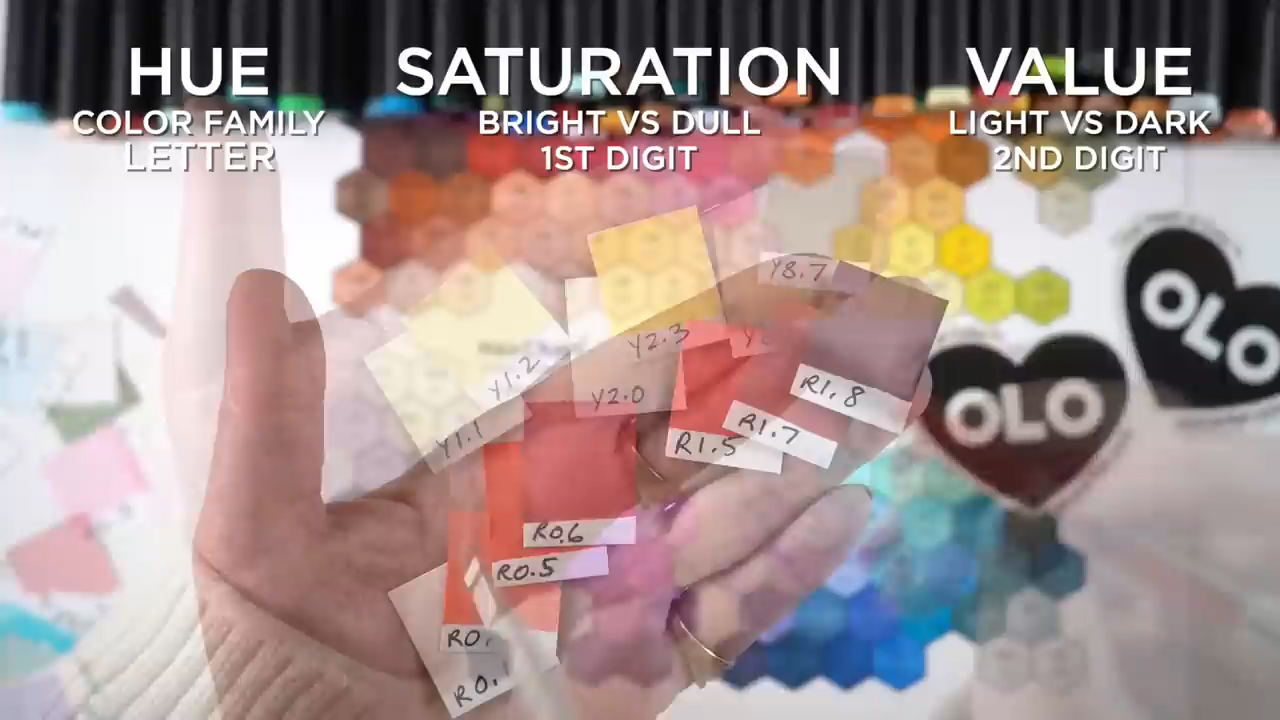 HUE
COLOR FAMILY
LETTER
SATURATION
BRIGHT VS DULL
1ST DIGIT
VALUE
LIGHT VS DARK
2ND DIGIT
Y8.7
Y2.3
Y1.2
Y2.0
Y1.1
R1.8
R1.7
R1.5
R0.6
R0.5
OLO
OLO